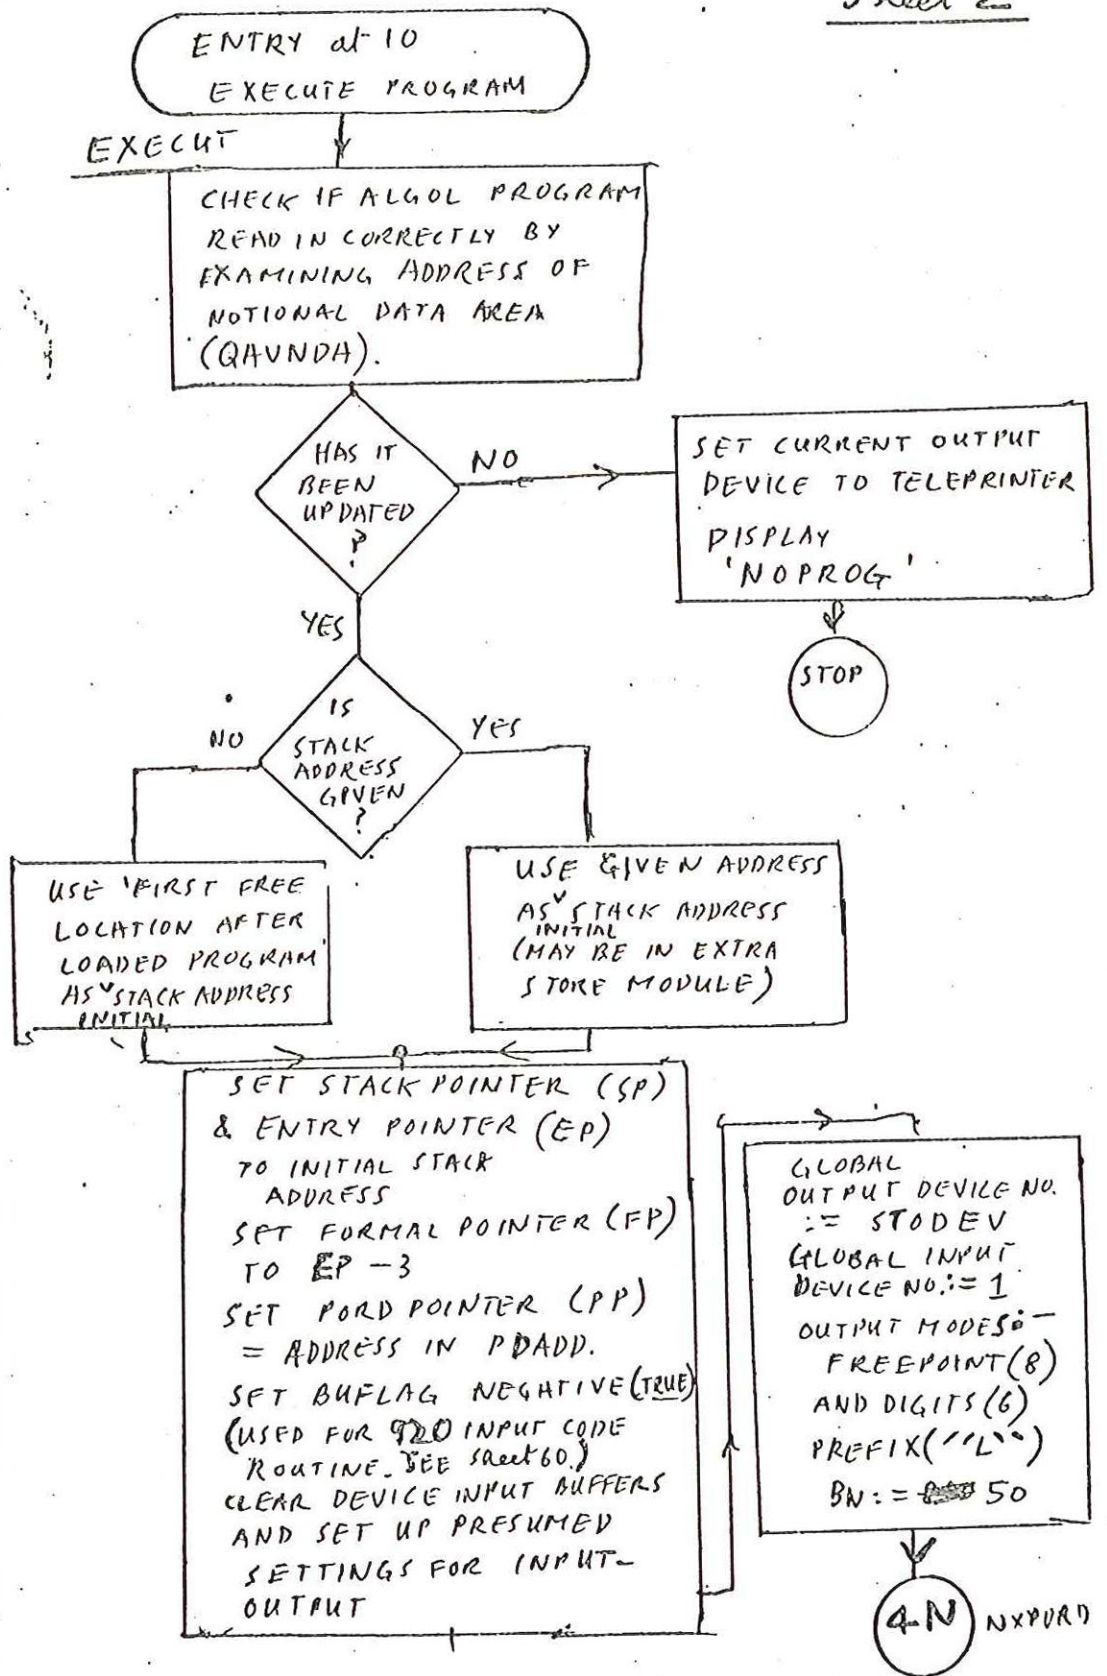 Sheet 2
ENTRY at 10
EXECUTE PROGRAM
EXECUT
CHECK IF ALGOL PROGRAM
READ IN CORRECTLY BY
EXAMINING ADDRESS OF
NOTIONAL DATA AREA
(QAVNDA).
HAS IT
BEEN
UPDATED
?
NO
SET CURRENT OUTPUT
DEVICE TO TELEPRINTER
DISPLAY
'NOPROG'
STOP
YES
IS
STACK
ADDRESS
GIVEN
?
NO
YES
USE 'FIRST FREE
LOCATION AFTER
LOADED PROGRAM'
AS ˅ STACK ADDRESS
INITIAL
USE GIVEN ADDRESS
AS ˅ STACK ADDRESS
INITIAL
(MAY BE IN EXTRA
STORE MODULE)
SET STACK POINTER (SP)
& ENTRY POINTER (EP)
TO INITIAL STACK
ADDRESS
SET FORMAL POINTER (FP)
TO EP -3
SET PORD POINTER (PP)
= ADDRESS IN PDADD.
SET BUFLAG NEGATIVE (TRUE)
(USED FOR 920 INPUT CODE
ROUTINE. SEE Sheet 60.)
CLEAR DEVICE INPUT BUFFERS
AND SET UP PRESUMED
SETTINGS FOR INPUT-
OUTPUT
GLOBAL
OUTPUT DEVICE NO.
:= STODEV
GLOBAL INPUT
DEVICE NO. := 1
OUTPUT MODES:-
FREEPOINT(8)
AND DIGITS(6)
PREFIX(''L``)
BN := 50
4-N
NXPORD